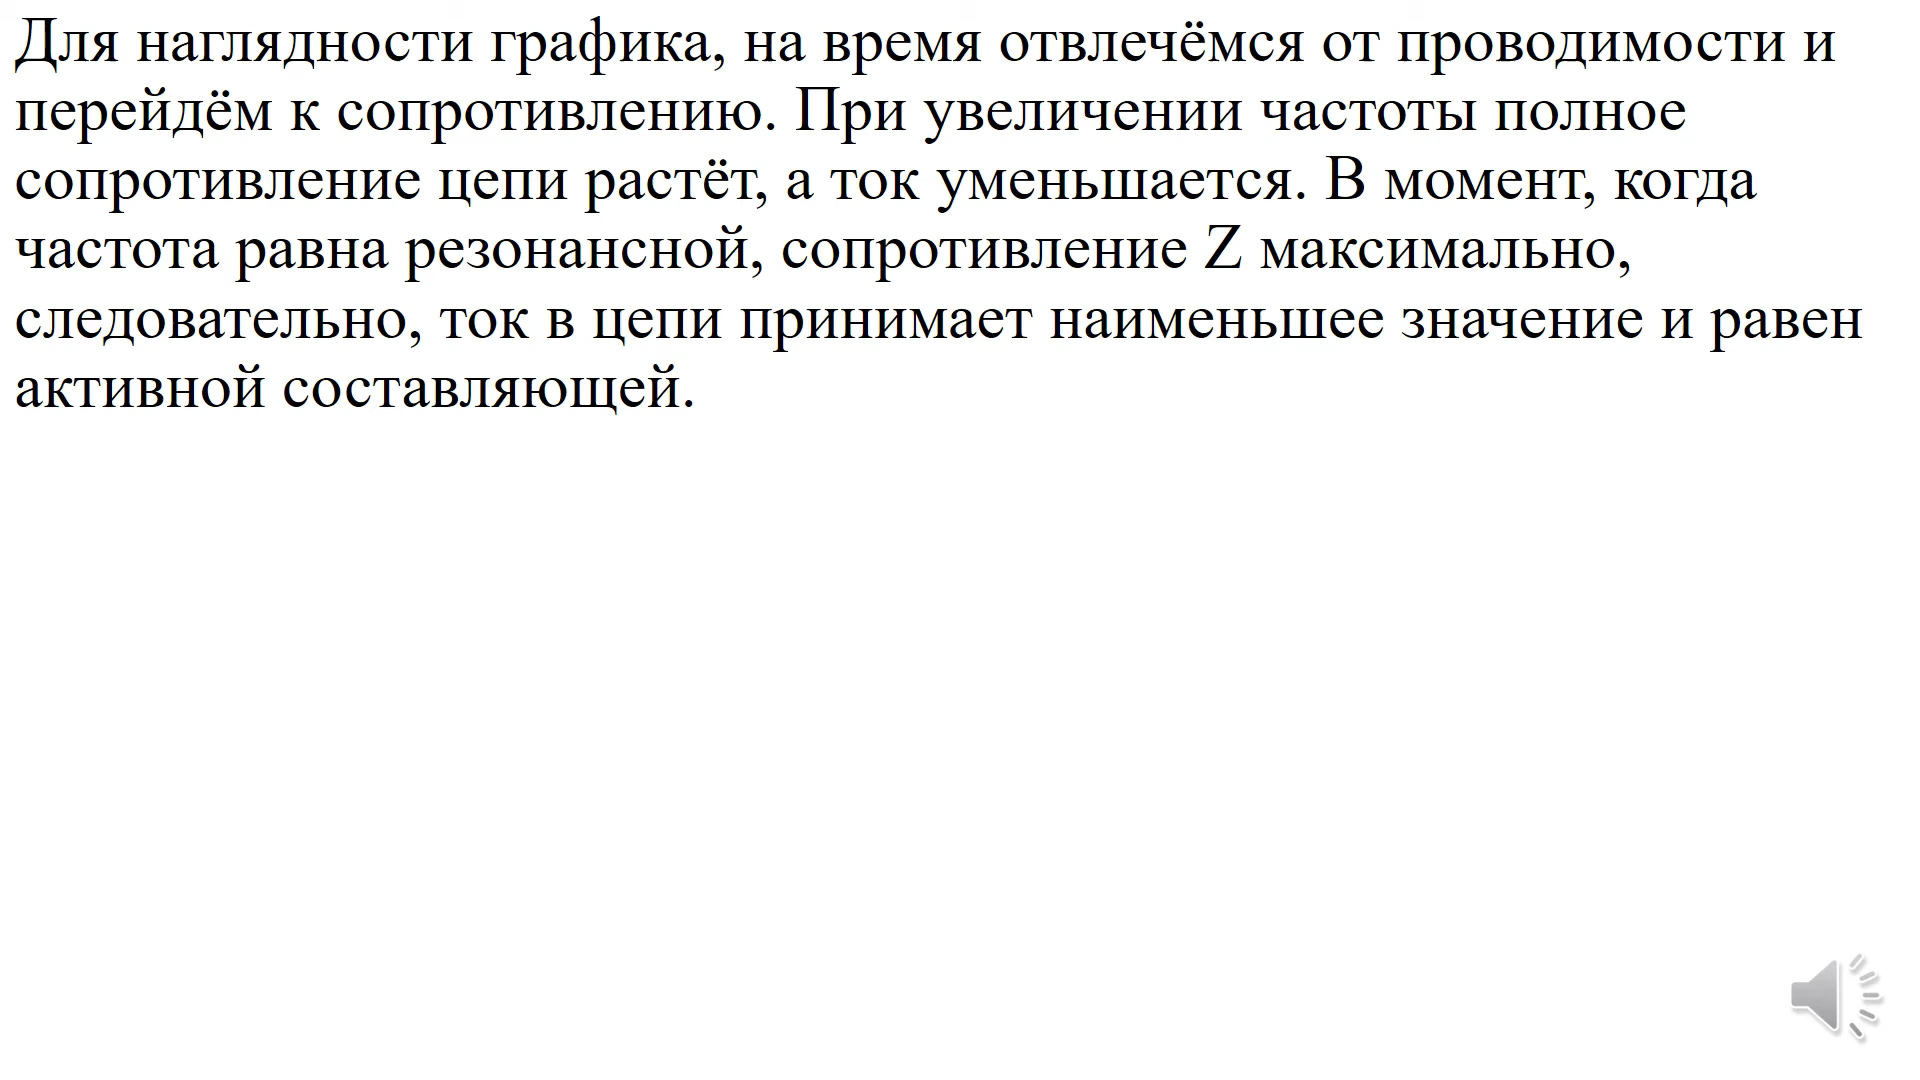 Для наглядности графика, на время отвлечёмся от проводимости и
перейдём к сопротивлению. При увеличении частоты полное
сопротивление цепи растёт, а ток уменьшается. В момент, когда
частота равна резонансной, сопротивление Z максимально,
следовательно, ток в цепи принимает наименьшее значение и равен
активной составляющей.